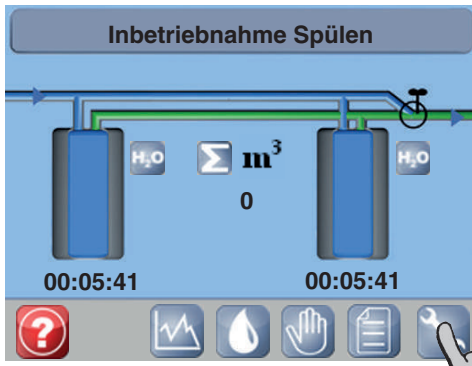 Inbetriebnahme Spülen
H₂O
Σ m³
H₂O
0
00:05:41
00:05:41
?